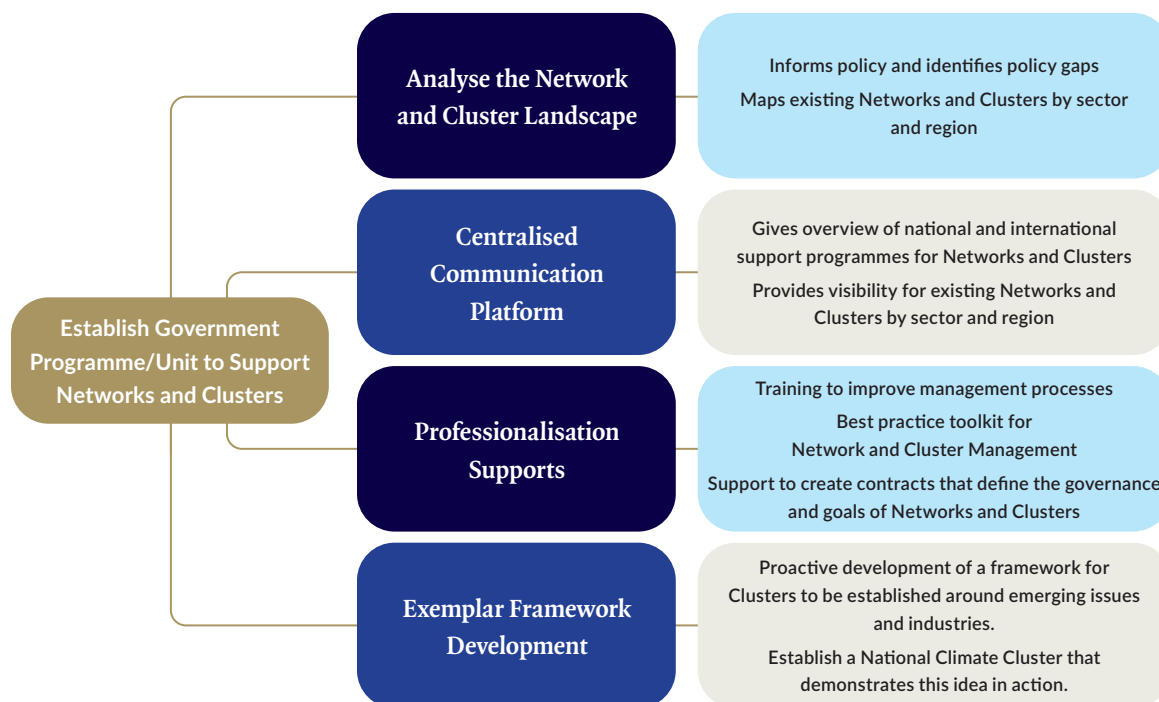 Establish Government
Programme/Unit to Support
Networks and Clusters
Analyse the Network
and Cluster Landscape
Informs policy and identifies policy gaps
Maps existing Networks and Clusters by sector
and region
Centralised
Communication
Platform
Gives overview of national and international
support programmes for Networks and Clusters
Provides visibility for existing Networks and
Clusters by sector and region
Professionalisation
Supports
Training to improve management processes
Best practice toolkit for
Network and Cluster Management
Support to create contracts that define the governance
and goals of Networks and Clusters
Exemplar Framework
Development
Proactive development of a framework for
Clusters to be established around emerging issues
and industries.
Establish a National Climate Cluster that
demonstrates this idea in action.